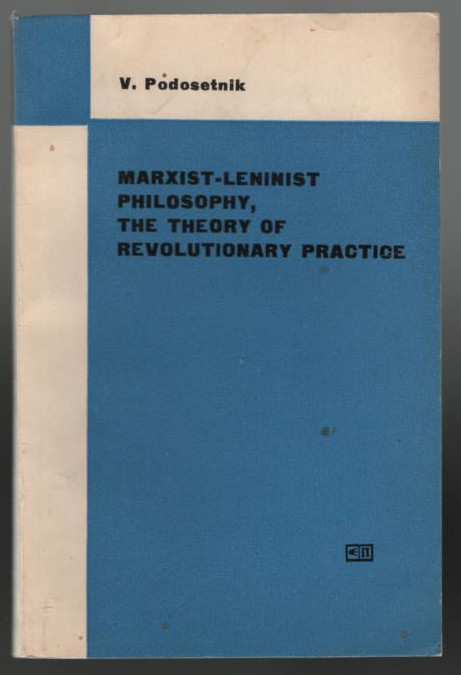 V. Podosetnik
MARXIST-LENINIST
PHILOSOPHY,
THE THEORY OF
REVOLUTIONARY PRACTICE